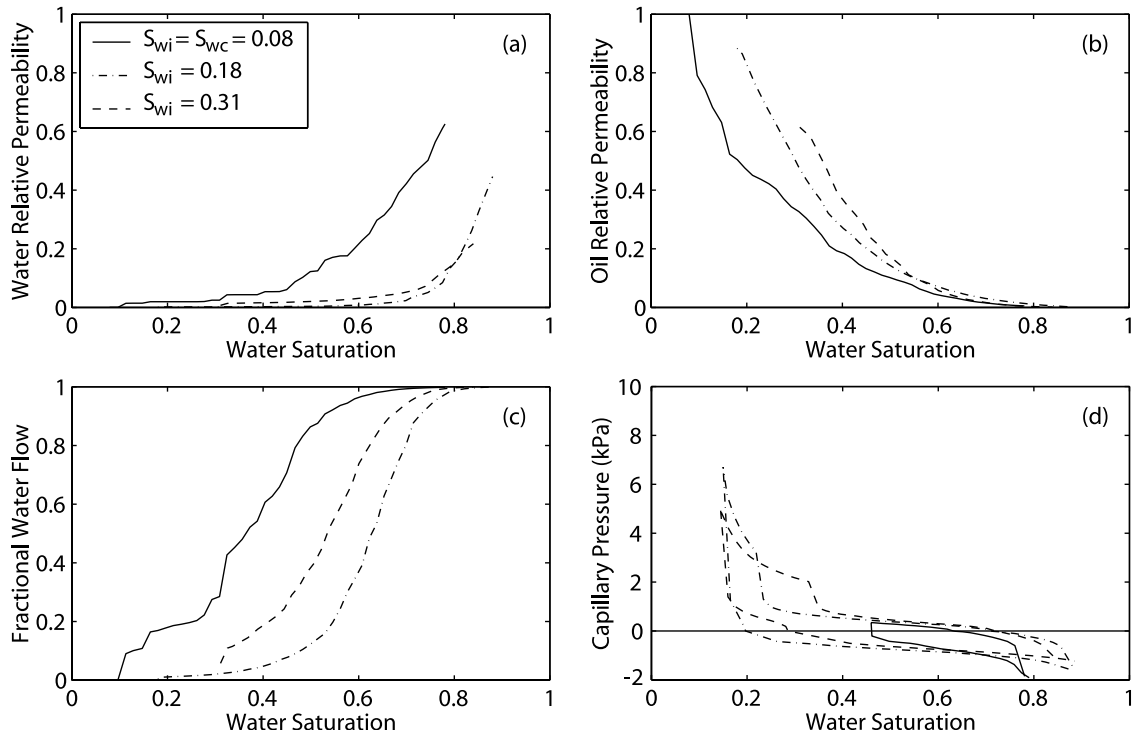 1
0.8
0.6
0.4
0.2
0
0 0.2 0.4 0.6 0.8 1
Water Relative Permeability
Water Saturation
(a)
S_wi = S_wc = 0.08
S_wi = 0.18
S_wi = 0.31
1
0.8
0.6
0.4
0.2
0
0 0.2 0.4 0.6 0.8 1
Oil Relative Permeability
Water Saturation
(b)
1
0.8
0.6
0.4
0.2
0
0 0.2 0.4 0.6 0.8 1
Fractional Water Flow
Water Saturation
(c)
10
8
6
4
2
0
-2
0 0.2 0.4 0.6 0.8 1
Capillary Pressure (kPa)
Water Saturation
(d)